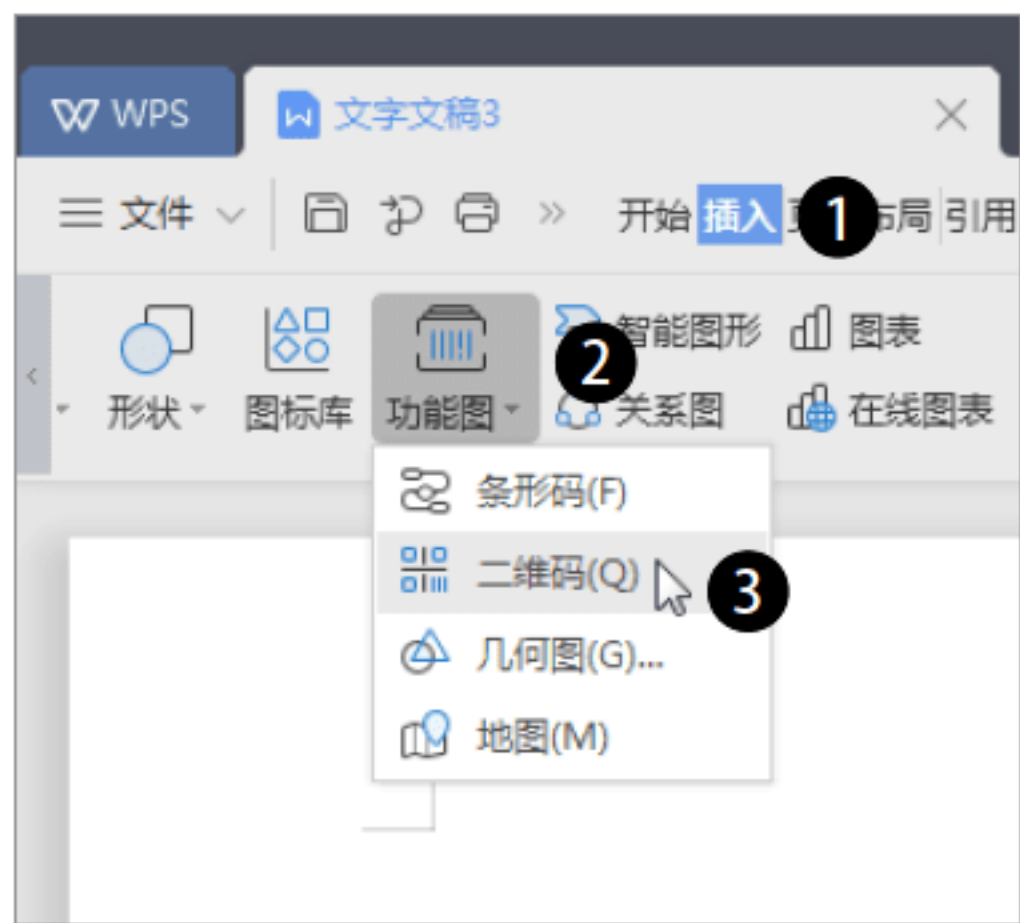 WPS 文字文稿3
文件 开始 插入 1 布局 引用
智能图形 图表
2
形状 图标库 功能图 关系图 在线图表
条形码(F)
二维码(Q) 3
几何图(G)...
地图(M)